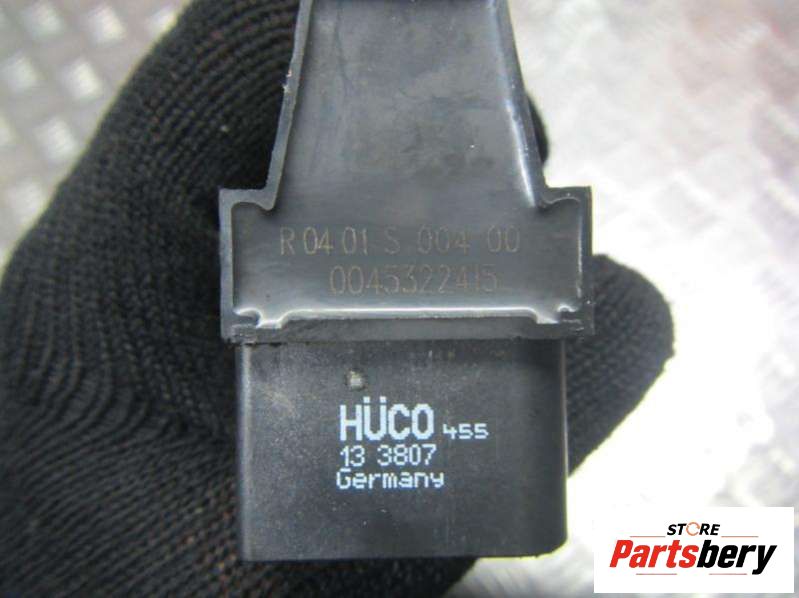 R 04 01 S 004 00
0045322415
HÜCO 455
13 3807
Germany
STORE
Partsbery